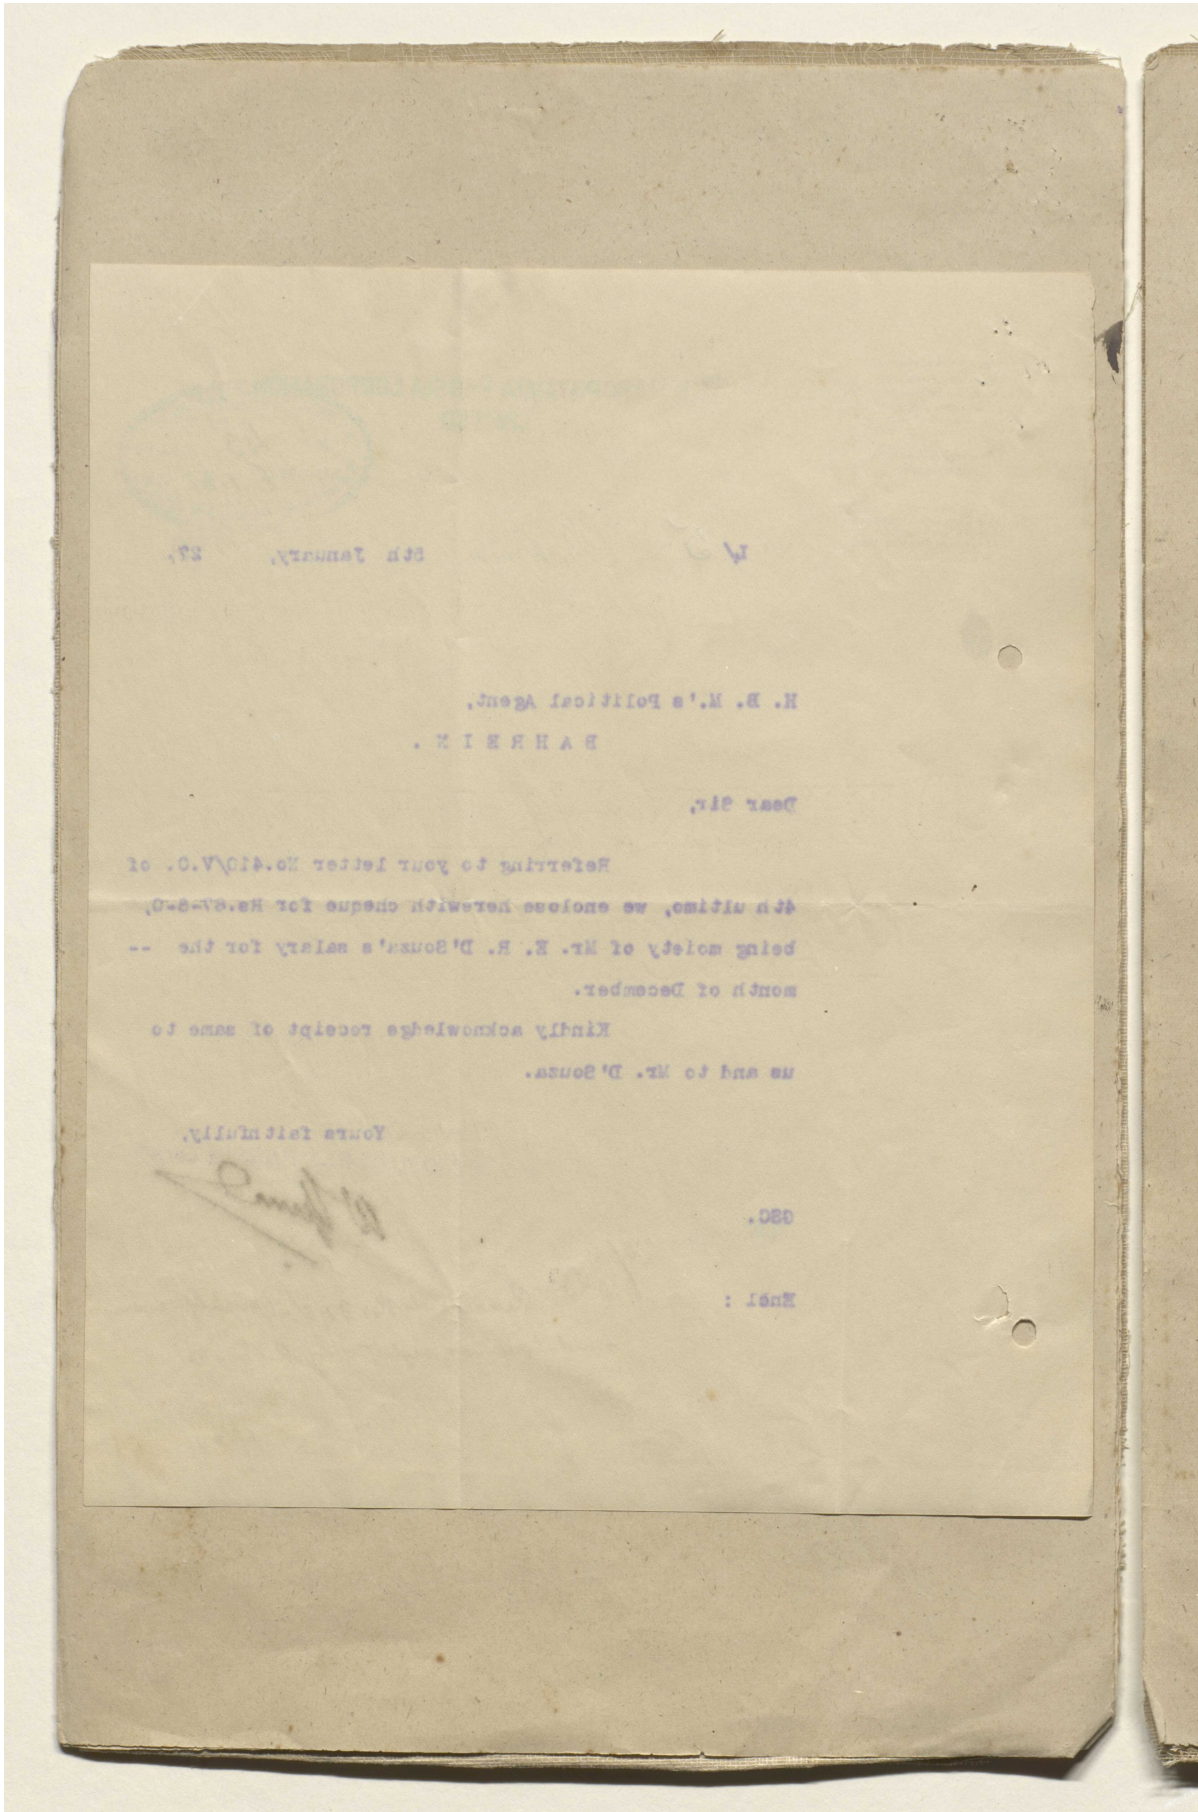 L/
5th January, 27,
H. B. M.'s Political Agent,
BAHREIN.
Dear Sir,
Referring to your letter No.410/V.O. of
4th ultimo, we enclose herewith cheque for Rs.67-8-0,
being moiety of Mr. E. R. D'Souza's salary for the --
month of December.
Kindly acknowledge receipt of same to
us and to Mr. D'Souza.
Yours faithfully,
GSC.
Encl :